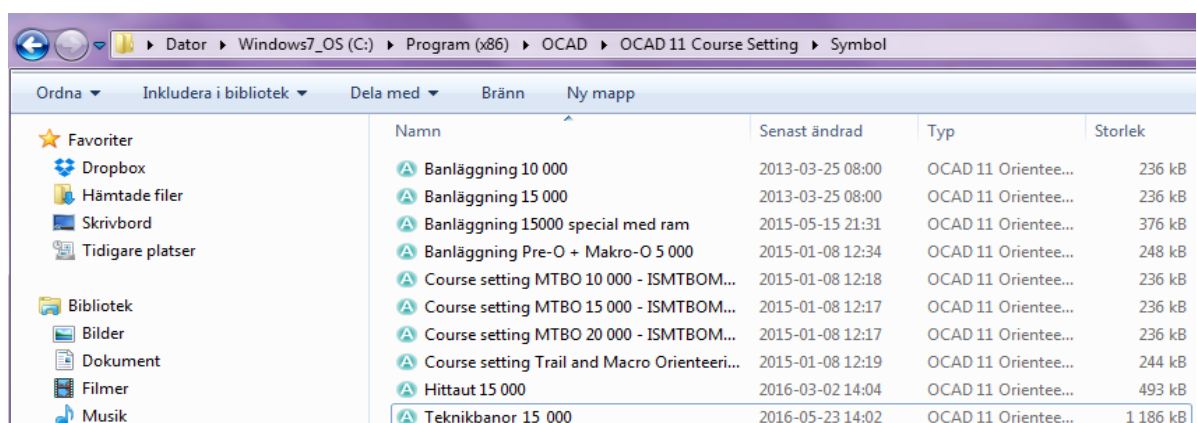 Dator ▸ Windows7_OS (C:) ▸ Program (x86) ▸ OCAD ▸ OCAD 11 Course Setting ▸ Symbol
Ordna Inkludera i bibliotek Dela med Bränn Ny mapp
Favoriter
Dropbox
Hämtade filer
Skrivbord
Tidigare platser
Bibliotek
Bilder
Dokument
Filmer
Musik
Namn Senast ändrad Typ Storlek
Banläggning 10 000 2013-03-25 08:00 OCAD 11 Orientee... 236 kB
Banläggning 15 000 2013-03-25 08:00 OCAD 11 Orientee... 236 kB
Banläggning 15000 special med ram 2015-05-15 21:31 OCAD 11 Orientee... 376 kB
Banläggning Pre-O + Makro-O 5 000 2015-01-08 12:34 OCAD 11 Orientee... 248 kB
Course setting MTBO 10 000 - ISMTBOM... 2015-01-08 12:18 OCAD 11 Orientee... 236 kB
Course setting MTBO 15 000 - ISMTBOM... 2015-01-08 12:17 OCAD 11 Orientee... 236 kB
Course setting MTBO 20 000 - ISMTBOM... 2015-01-08 12:17 OCAD 11 Orientee... 236 kB
Course setting Trail and Macro Orienteeri... 2015-01-08 12:19 OCAD 11 Orientee... 244 kB
Hittaut 15 000 2016-03-02 14:04 OCAD 11 Orientee... 493 kB
Teknikbanor 15 000 2016-05-23 14:02 OCAD 11 Orientee... 1 186 kB